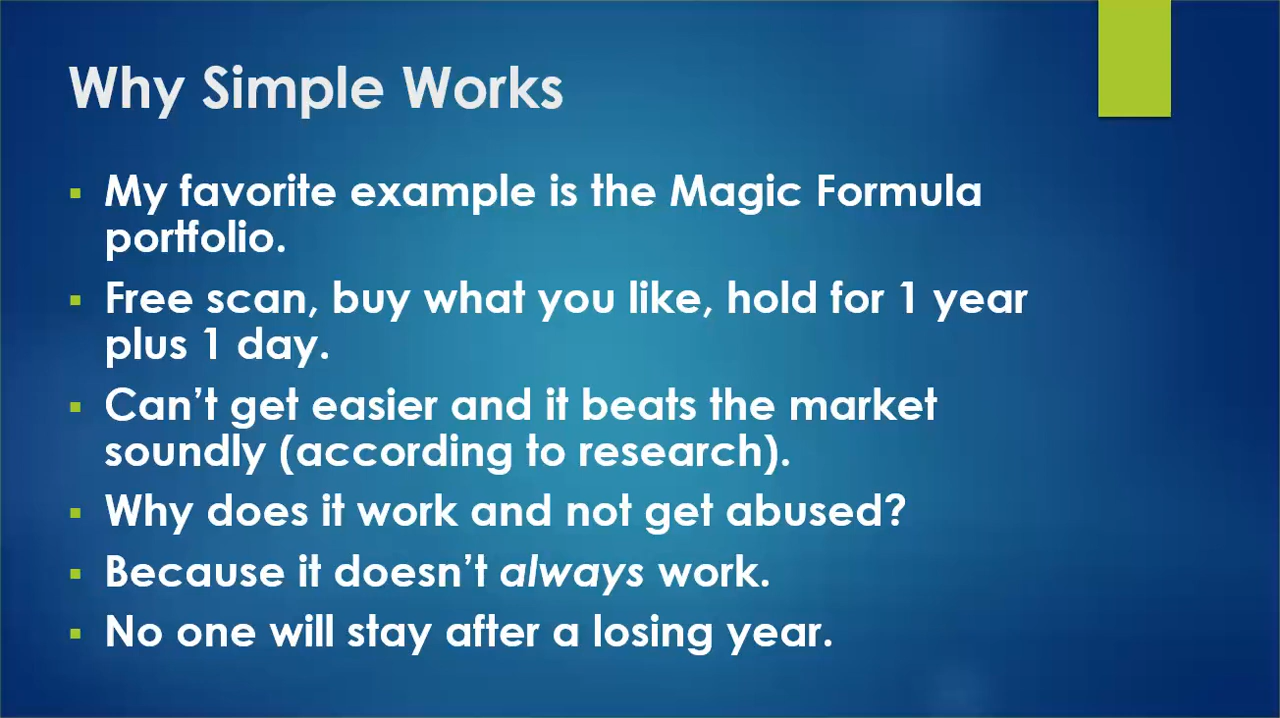 Why Simple Works
My favorite example is the Magic Formula
portfolio.
Free scan, buy what you like, hold for 1 year
plus 1 day.
Can’t get easier and it beats the market
soundly (according to research).
Why does it work and not get abused?
Because it doesn’t always work.
No one will stay after a losing year.